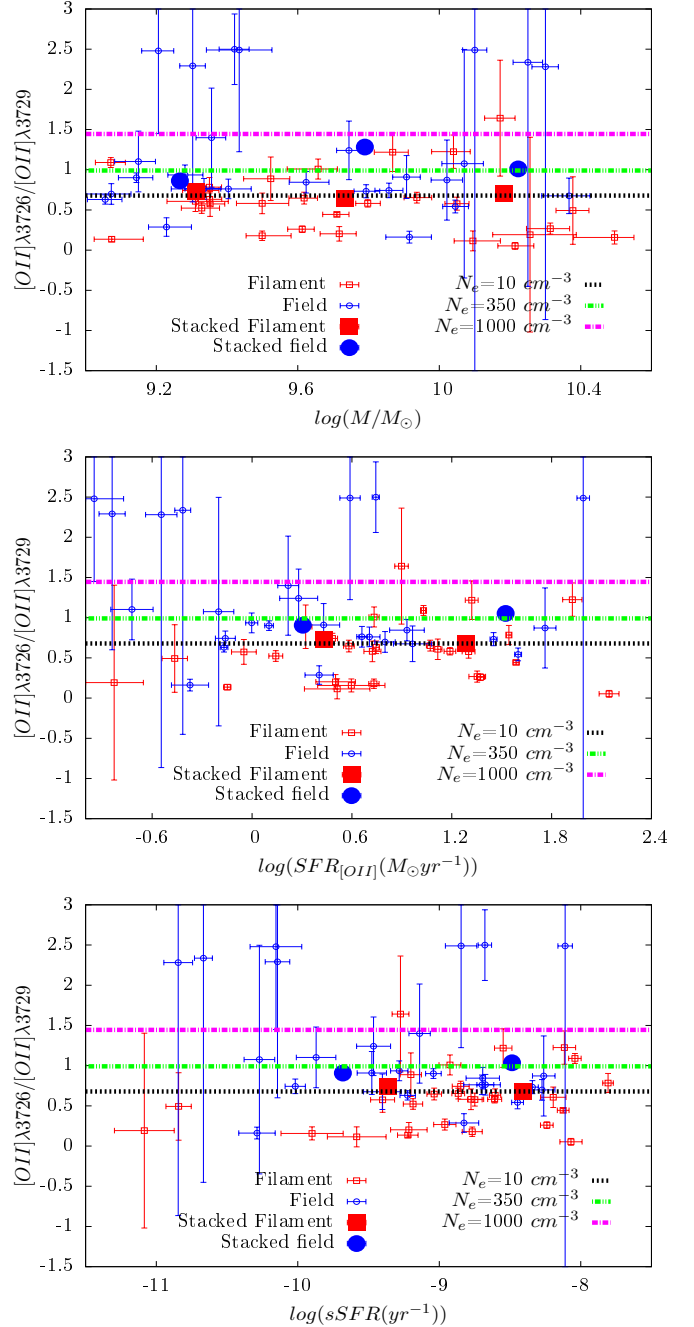 3
2.5
2
1.5
1
0.5
0
-0.5
-1
-1.5
[OII]λ3726/[OII]λ3729
Filament
Field
Stacked Filament
Stacked field
N_e=10 cm^{-3}
N_e=350 cm^{-3}
N_e=1000 cm^{-3}
9.2 9.6 10 10.4
log(M/M_⊙)
3
2.5
2
1.5
1
0.5
0
-0.5
-1
-1.5
[OII]λ3726/[OII]λ3729
Filament
Field
Stacked Filament
Stacked field
N_e=10 cm^{-3}
N_e=350 cm^{-3}
N_e=1000 cm^{-3}
-0.6 0 0.6 1.2 1.8 2.4
log(SFR_{[OII]}(M_⊙yr^{-1}))
3
2.5
2
1.5
1
0.5
0
-0.5
-1
-1.5
[OII]λ3726/[OII]λ3729
Filament
Field
Stacked Filament
Stacked field
N_e=10 cm^{-3}
N_e=350 cm^{-3}
N_e=1000 cm^{-3}
-11 -10 -9 -8
log(sSFR(yr^{-1}))